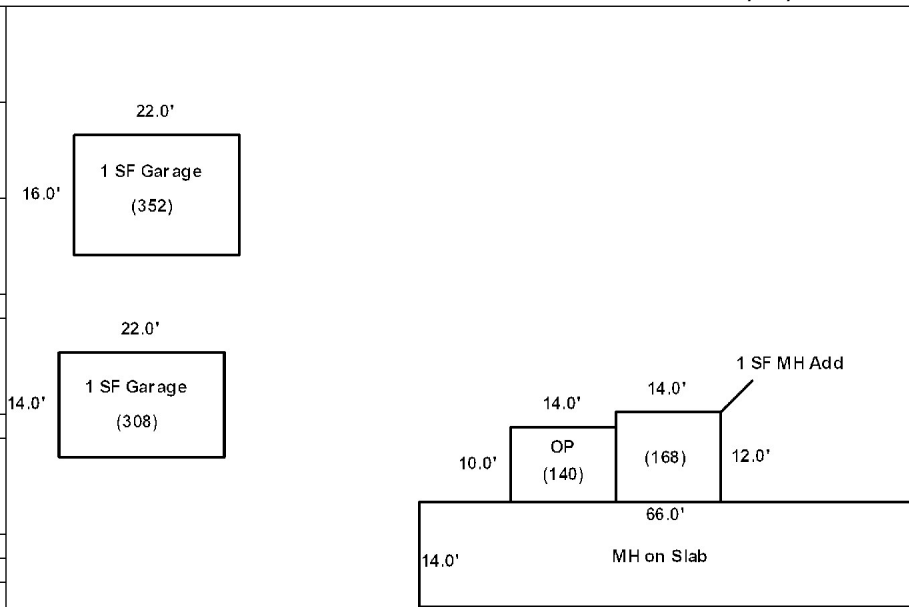 22.0'
1 SF Garage
16.0'
(352)
22.0'
1 SF Garage
14.0'
(308)
1 SF MH Add
14.0'
14.0'
OP
10.0'
(140)
(168)
12.0'
66.0'
14.0'
MH on Slab